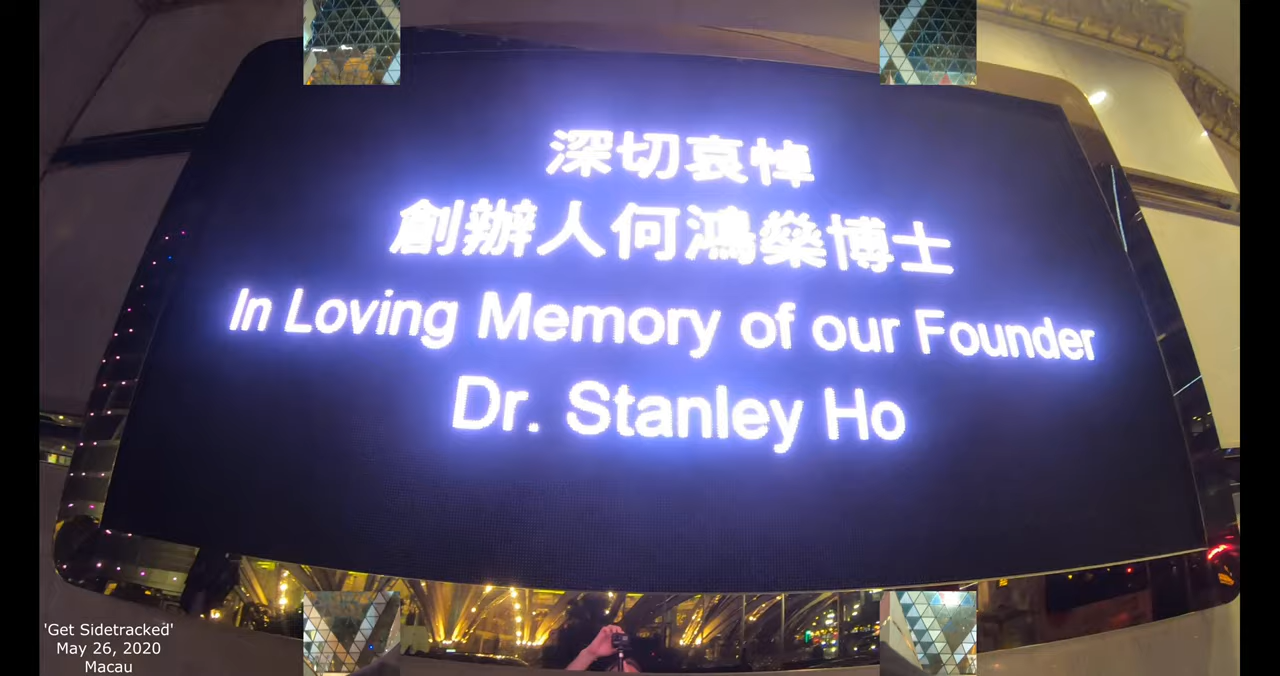 深切哀悼
創辦人何鴻燊博士
In Loving Memory of our Founder
Dr. Stanley Ho
'Get Sidetracked'
May 26, 2020
Macau